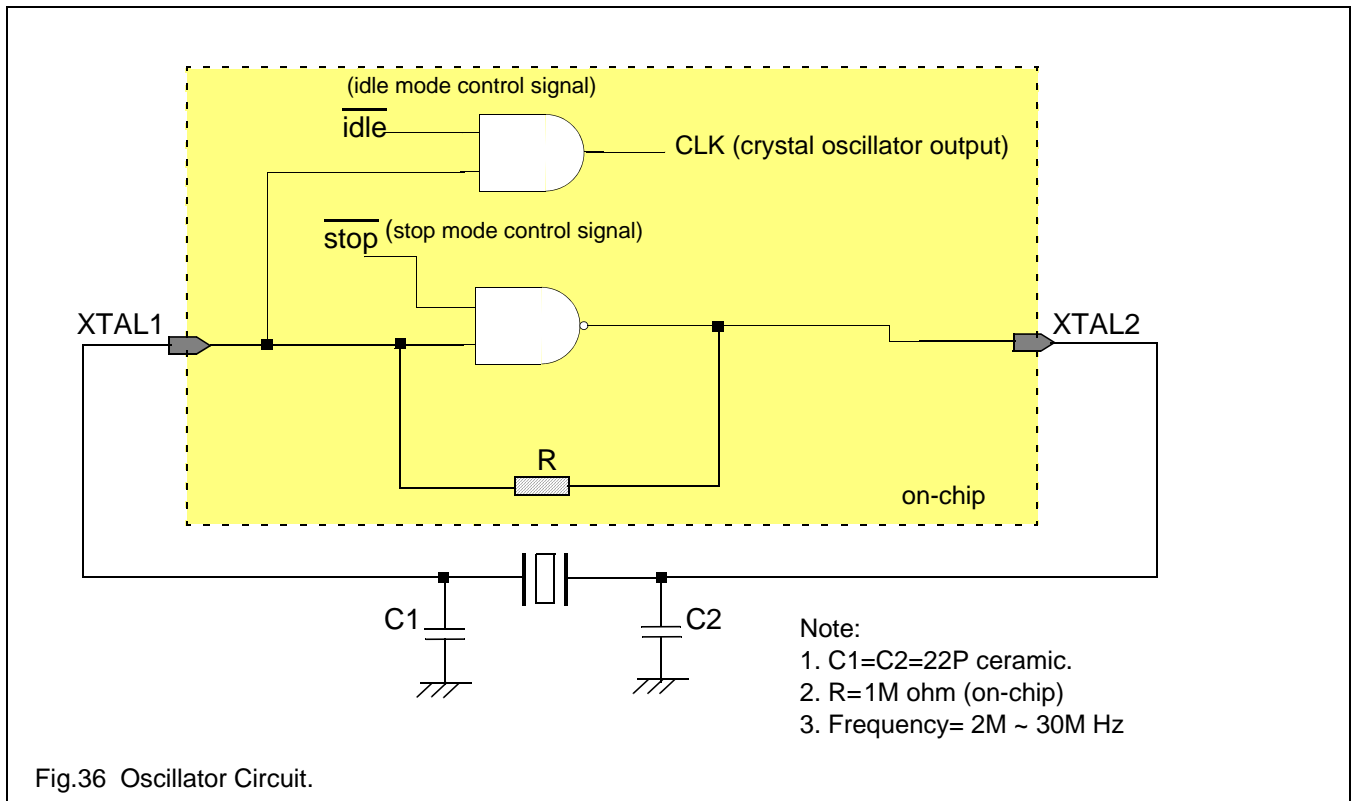 (idle mode control signal)
idle
CLK (crystal oscillator output)
stop (stop mode control signal)
XTAL1
XTAL2
R
on-chip
C1
C2
Note:
1. C1=C2=22P ceramic.
2. R=1M ohm (on-chip)
3. Frequency= 2M ~ 30M Hz
Fig.36 Oscillator Circuit.